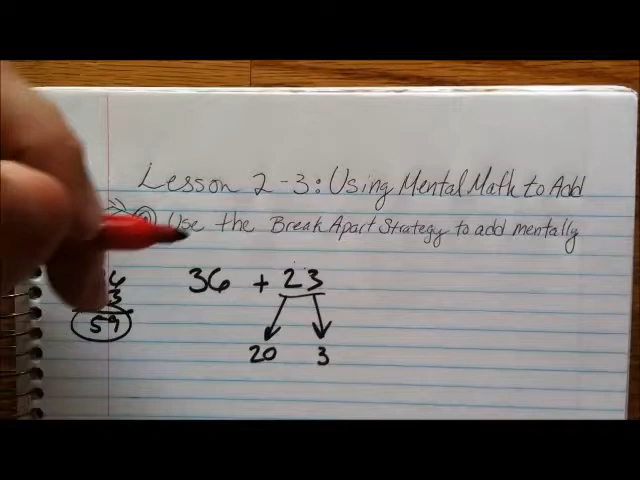 Lesson 2-3: Using Mental Math to Add
Use the Break Apart Strategy to add mentally
36 + 23
59
20 3